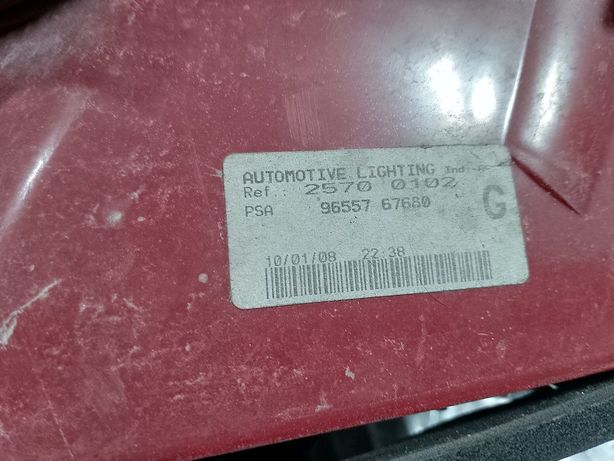 AUTOMOTIVE LIGHTING
Ref.: 2570 0102
PSA 96557 67680 G
10/01/08 22:38